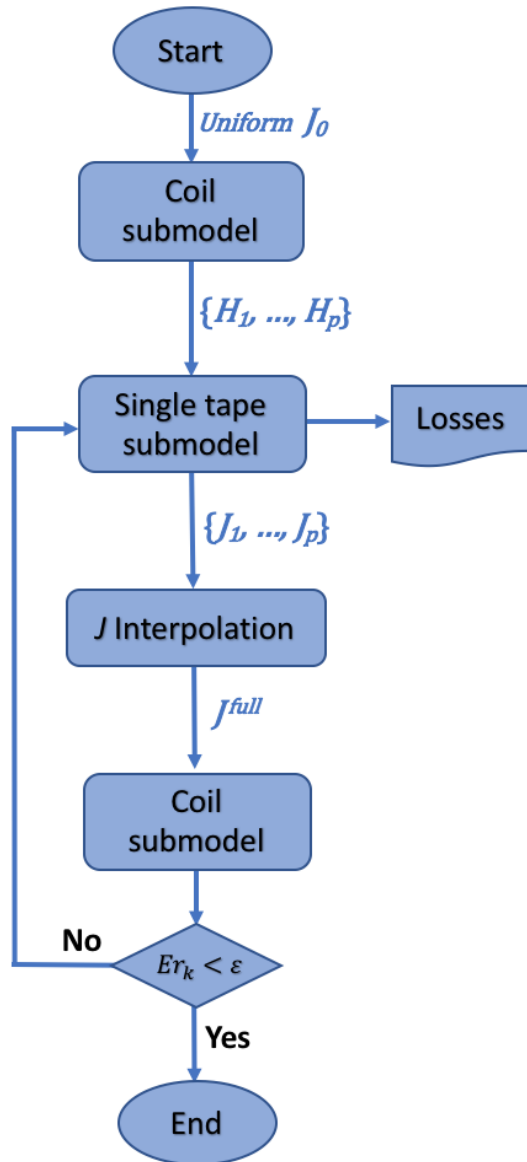 Start
Uniform J₀
Coil
submodel
{H₁, ..., Hₚ}
Single tape
submodel
Losses
{J₁, ..., Jₚ}
J Interpolation
J^full
Coil
submodel
No
Erₖ < ε
Yes
End